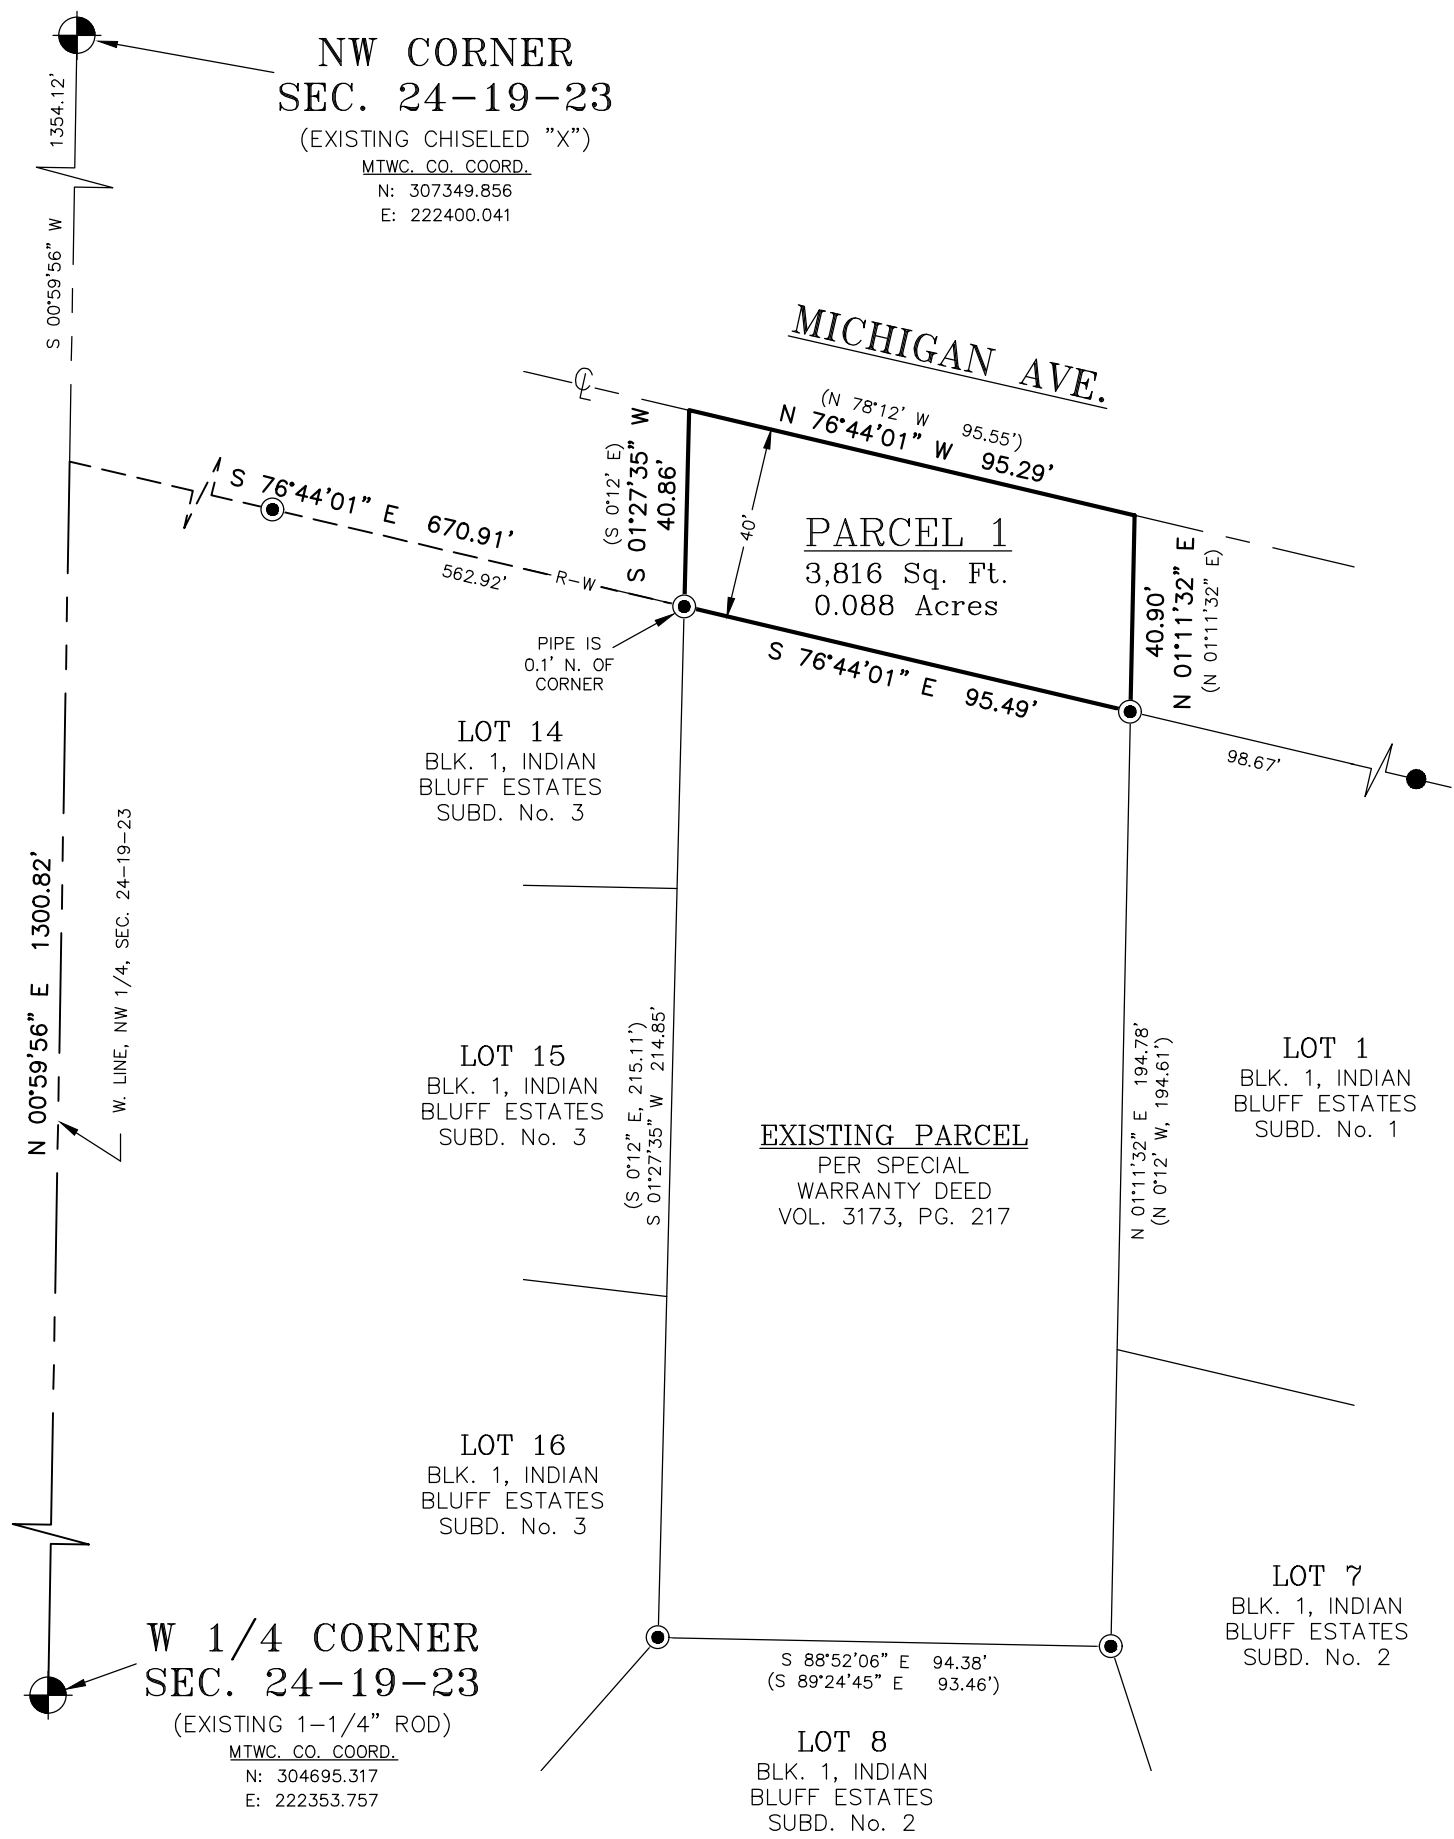 NW CORNER
SEC. 24-19-23
(EXISTING CHISELED "X")
MTWC. CO. COORD.
N: 307349.856
E: 222400.041
1354.12'
S 00°59'56" W
MICHIGAN AVE.
℄
(N 78°12' W 95.55')
N 76°44'01" W 95.29'
(S 0°12' E)
S 01°27'35" W
40.86'
40'
PARCEL 1
3,816 Sq. Ft.
0.088 Acres
40.90'
N 01°11'32" E
(N 01°11'32" E)
S 76°44'01" E 670.91'
562.92'
R-W
PIPE IS
0.1' N. OF
CORNER
S 76°44'01" E 95.49'
98.67'
LOT 14
BLK. 1, INDIAN
BLUFF ESTATES
SUBD. No. 3
N 00°59'56" E 1300.82'
W. LINE, NW 1/4, SEC. 24-19-23
LOT 15
BLK. 1, INDIAN
BLUFF ESTATES
SUBD. No. 3
(S 0°12" E, 215.11')
S 01°27'35" W 214.85'
EXISTING PARCEL
PER SPECIAL
WARRANTY DEED
VOL. 3173, PG. 217
N 01°11'32" E 194.78'
(N 0°12' W, 194.61')
LOT 1
BLK. 1, INDIAN
BLUFF ESTATES
SUBD. No. 1
LOT 16
BLK. 1, INDIAN
BLUFF ESTATES
SUBD. No. 3
LOT 7
BLK. 1, INDIAN
BLUFF ESTATES
SUBD. No. 2
W 1/4 CORNER
SEC. 24-19-23
(EXISTING 1-1/4" ROD)
MTWC. CO. COORD.
N: 304695.317
E: 222353.757
S 88°52'06" E 94.38'
(S 89°24'45" E 93.46')
LOT 8
BLK. 1, INDIAN
BLUFF ESTATES
SUBD. No. 2